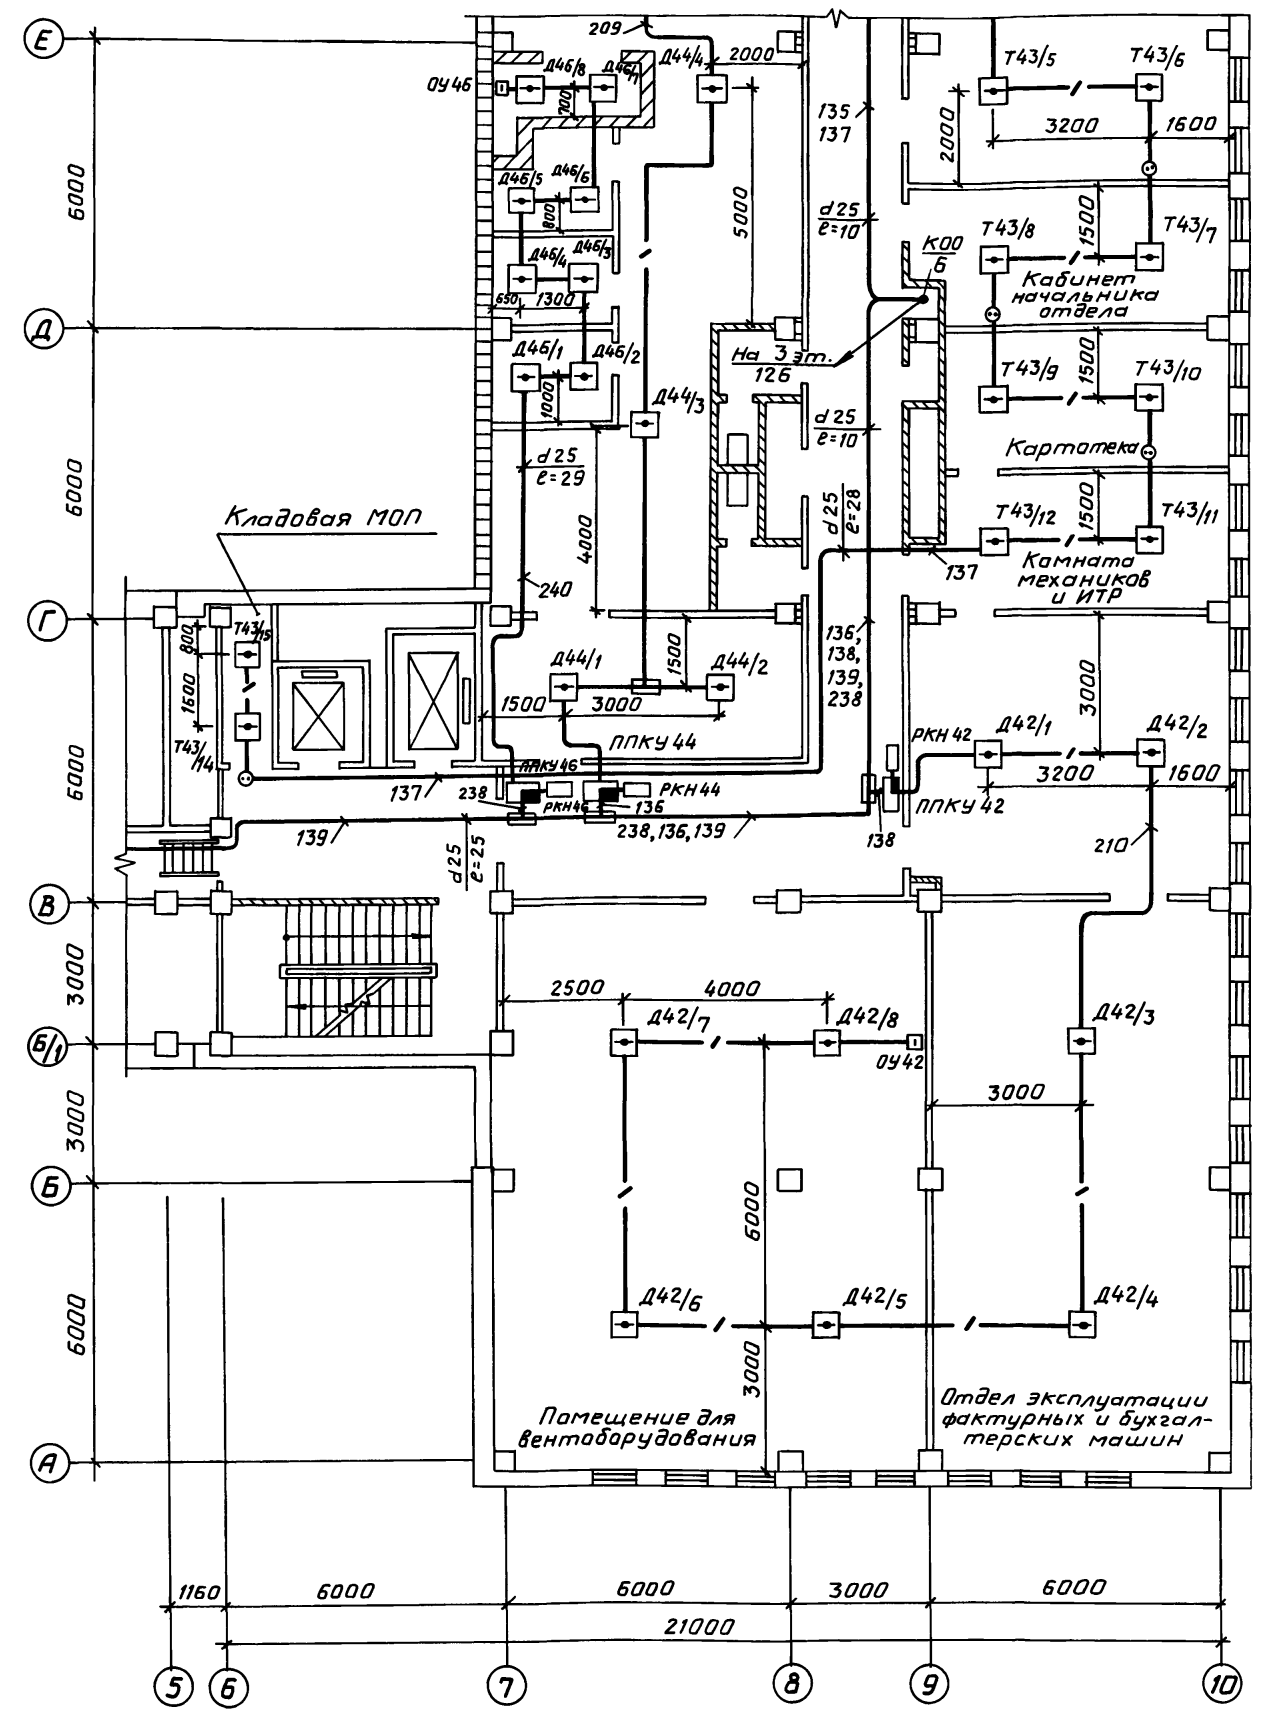 Е
209
Д46/8
Д46/7
Д44/4
2000
Т43/5
Т43/6
ОУ46
700
135
137
2000
3200
1600
6000
Д46/5
Д46/6
800
5000
d25
ℓ=10
КОО
6
1500
Т43/8
Т43/7
Д46/4
Д46/3
650
1300
Кабинет
начальника
отдела
Д
Д46/1
Д46/2
На 3 эт.
126
1000
Т43/9
1500
Т43/10
Д44/3
d25
ℓ=10
6000
d25
ℓ=29
Картотека
Кладовая МОП
4000
d25
ℓ=28
Т43/12
1500
Т43/11
240
137
Комната
механиков
и ИТР
Г
Т43/15
800
1600
Т43/14
Д44/1
1500
Д44/2
136,
138,
139,
238
3000
1500
3000
РКН 42
Д42/1
Д42/2
6000
ППКУ 44
ППКУ46
3200
1600
137
238
РКН46
136
РКН44
ППКУ 42
139
d25
ℓ=25
238, 136, 139
138
210
В
3000
2500
4000
Б/1
Д42/7
Д42/8
Д42/3
ОУ42
3000
3000
Б
6000
6000
Д42/6
Д42/5
Д42/4
3000
Помещение для
вентоборудования
Отдел эксплуатации
фактурных и бухгал-
терских машин
А
1160
6000
6000
3000
6000
21000
5
6
7
8
9
10